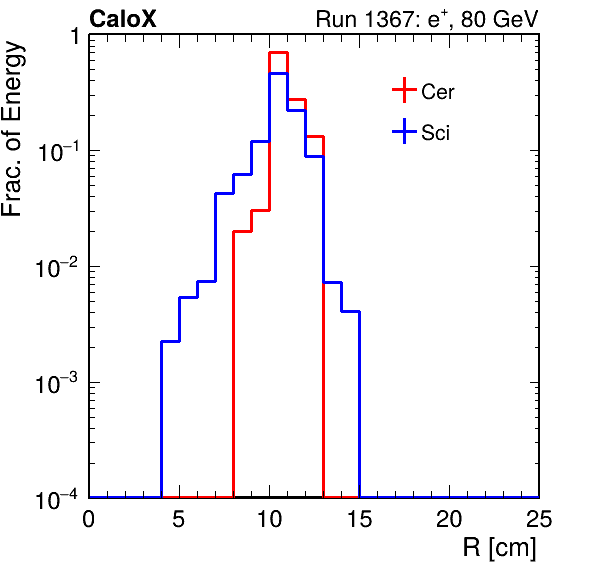 CaloX Run 1367: e⁺, 80 GeV
Frac. of Energy
1
10⁻¹
10⁻²
10⁻³
10⁻⁴
Cer
Sci
0 5 10 15 20 25
R [cm]